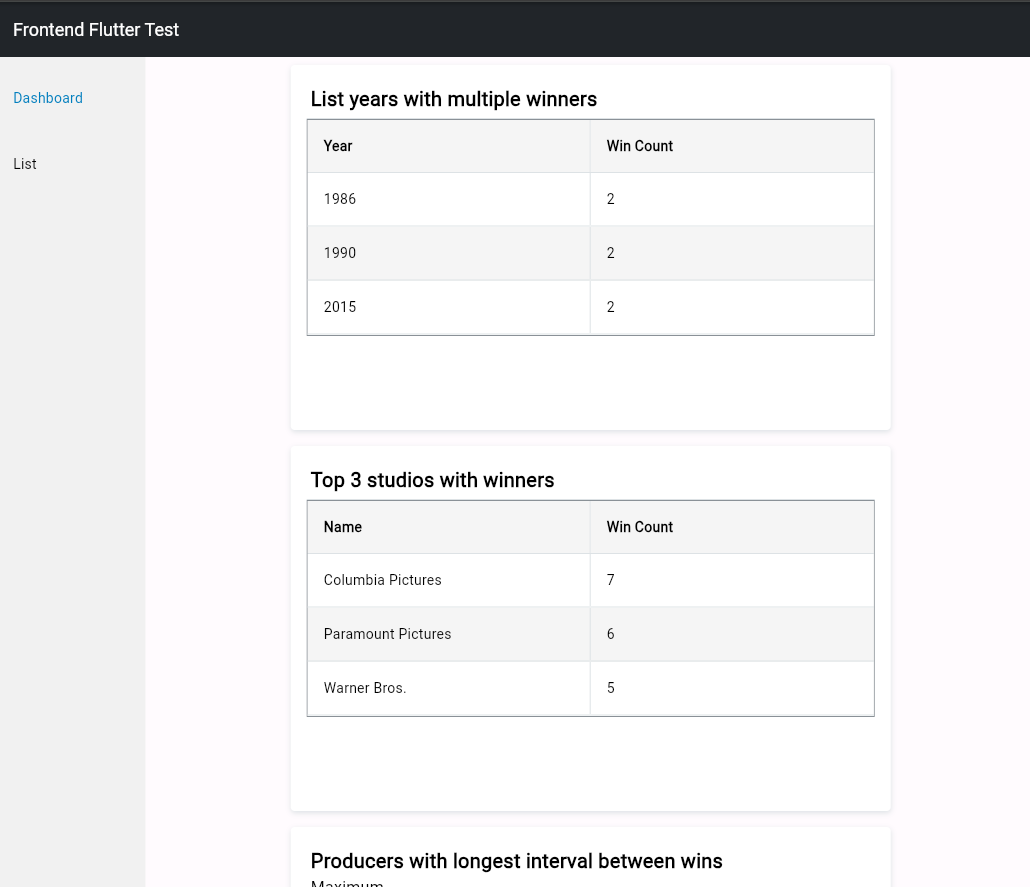 Frontend Flutter Test
Dashboard
List
List years with multiple winners
Year Win Count
1986 2
1990 2
2015 2
Top 3 studios with winners
Name Win Count
Columbia Pictures 7
Paramount Pictures 6
Warner Bros. 5
Producers with longest interval between wins
Maximum